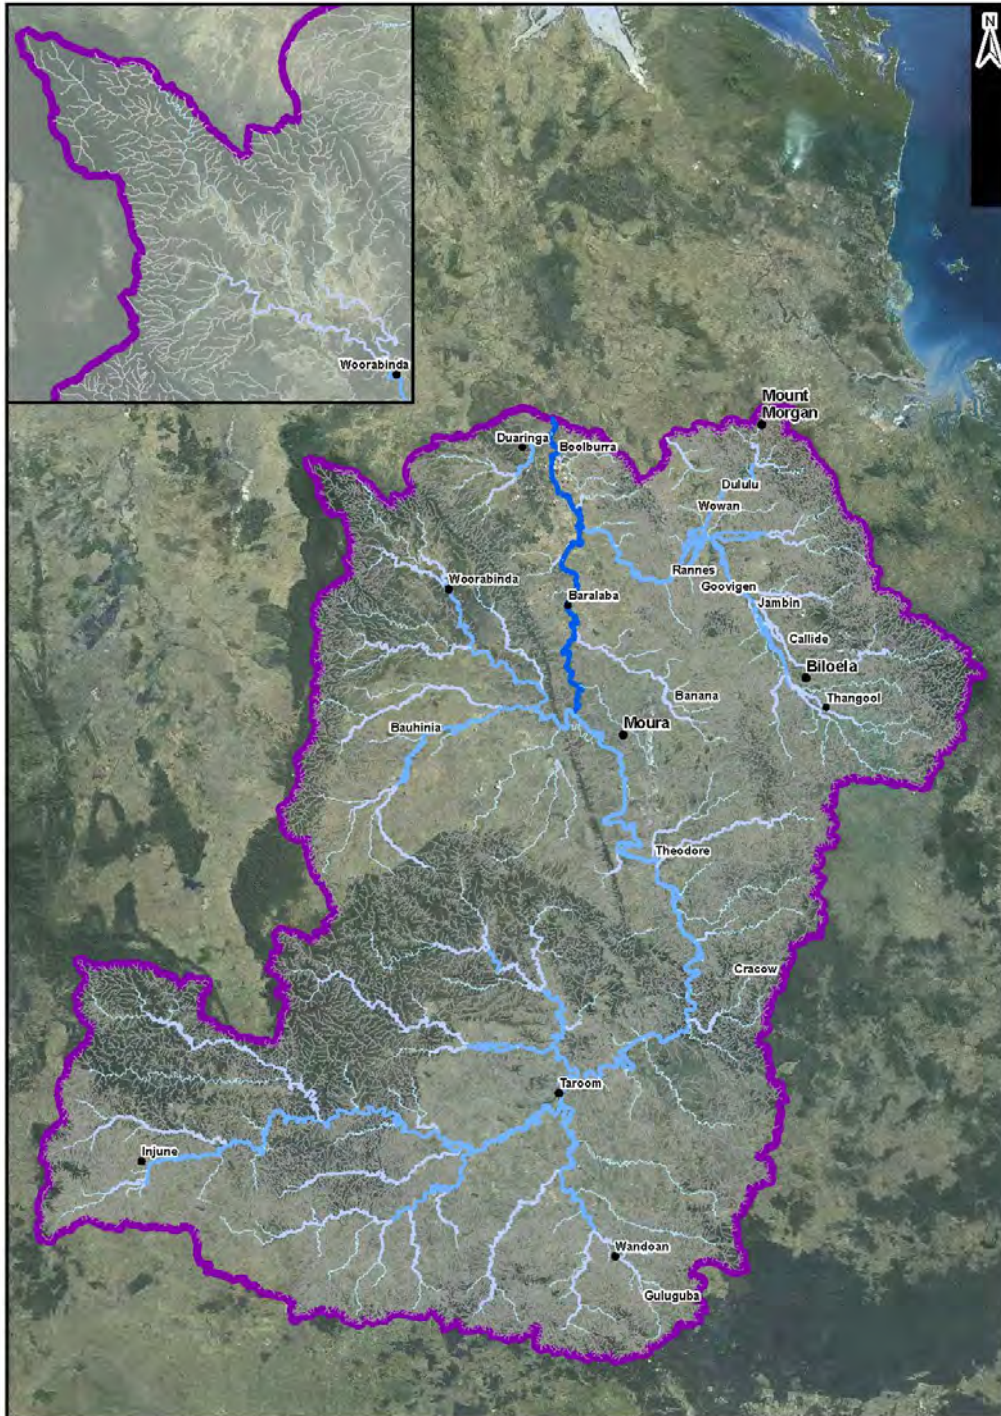 N
Woorabinda
Mount
Morgan
Duaringa
Boolburra
Dululu
Wowan
Rannes
Woorabinda
Goovigen
Jambin
Baralaba
Callide
Biloela
Banana
Thangool
Bauhinia
Moura
Theodore
Cracow
Taroom
Injune
Wandoan
Guluguba